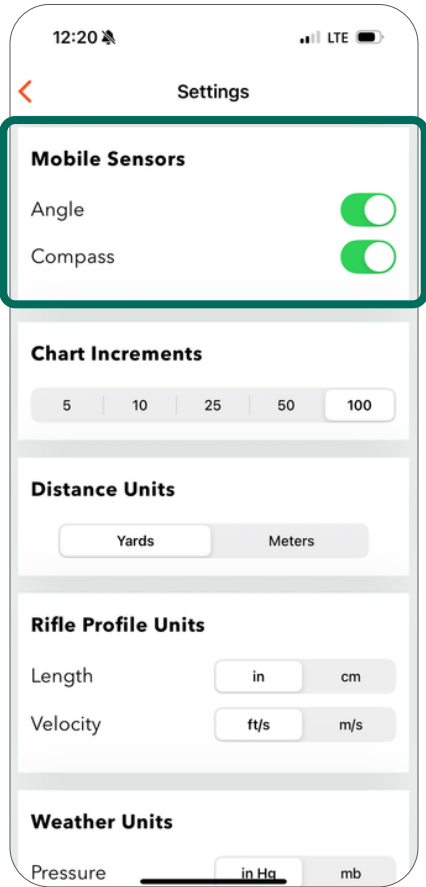 12:20 LTE
Settings
Mobile Sensors
Angle
Compass
Chart Increments
5 10 25 50 100
Distance Units
Yards Meters
Rifle Profile Units
Length in cm
Velocity ft/s m/s
Weather Units
Pressure in Hg mb